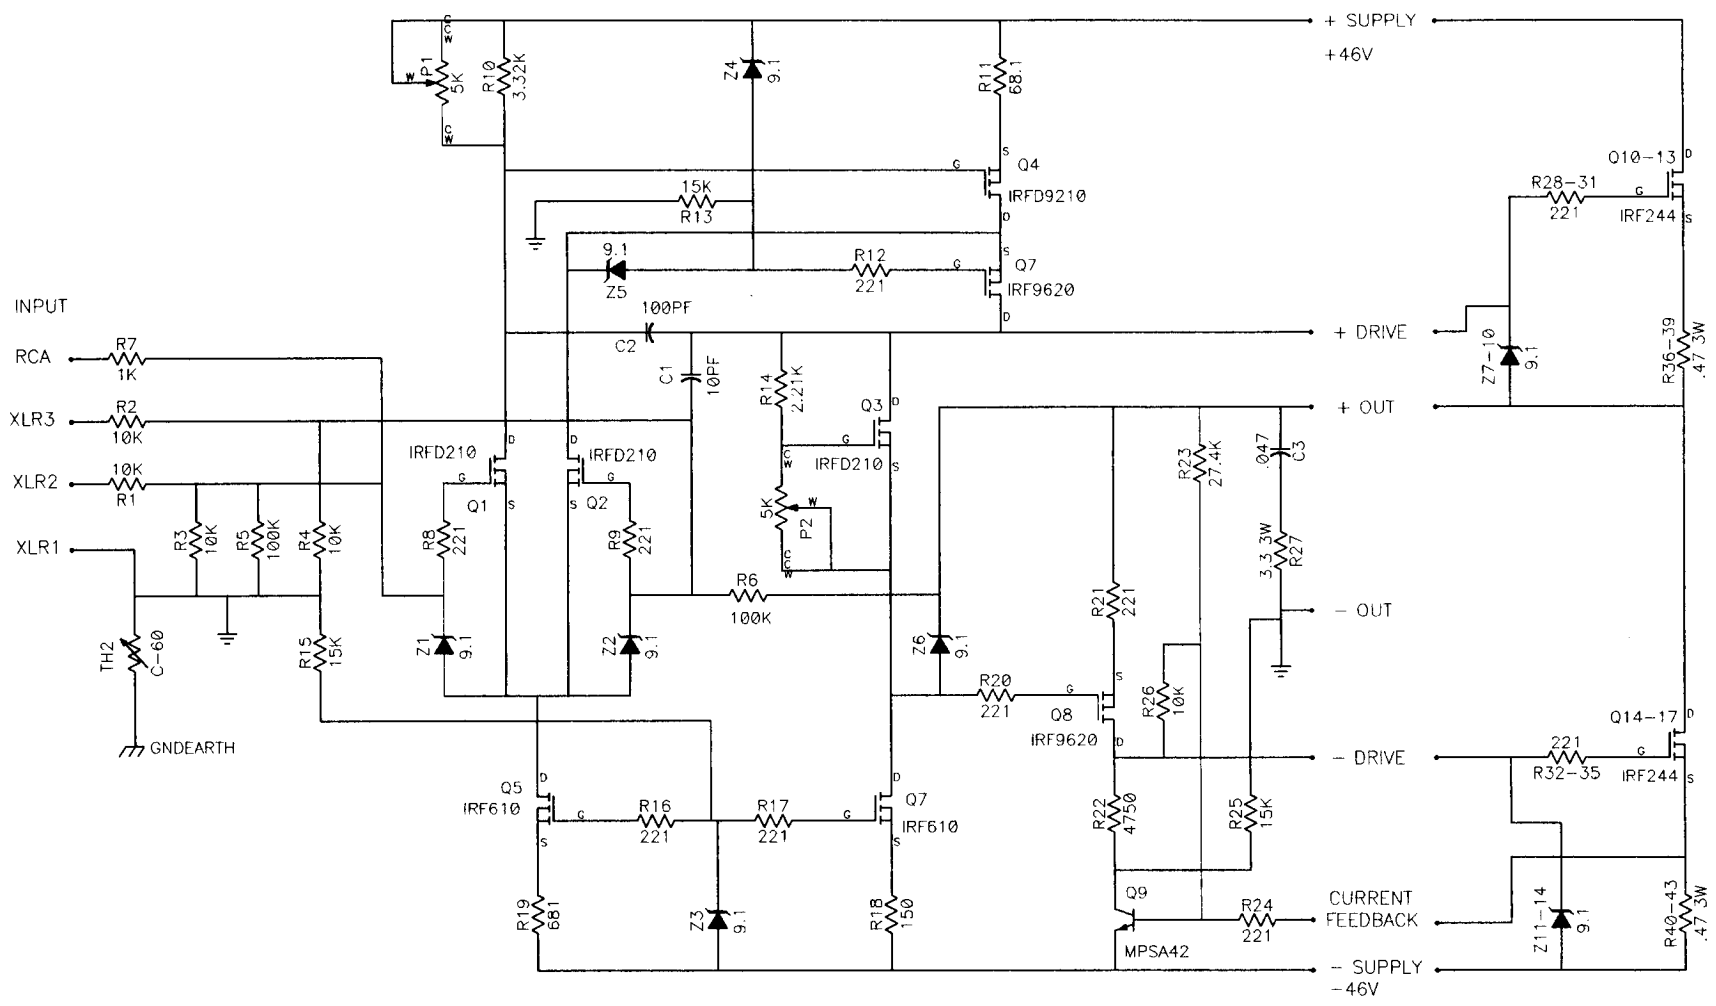 C
C
W
+ SUPPLY
+46V
P1
5K
W
R10
3.32K
Z4
9.1
R11
68.1
C
W
S
G
Q4
IRFD9210
D
15K
R13
Q10-13
D
R28-31
221
G
IRF244
S
9.1
Z5
R12
221
S
G
Q7
IRF9620
D
INPUT
100PF
C2
+ DRIVE
RCA
R7
1K
C1
10PF
R14
2.21K
Z7-10
9.1
R36-39
.47 3W
XLR3
R2
10K
Q3
D
G
IRFD210
S
+ OUT
IRFD210
D
G
Q1
S
D
IRFD210
G
Q2
S
C
W
R23
27.4K
.047
C3
XLR2
10K
R1
5K
W
P2
C
C
W
XLR1
R3
10K
R5
100K
R4
10K
R8
221
R9
221
3.3 3W
R27
R6
100K
R21
221
- OUT
TH2
C-60
R15
15K
Z1
9.1
Z2
9.1
Z6
9.1
GNDEARTH
R20
221
S
G
Q8
IRF9620
D
R26
10K
Q14-17
D
- DRIVE
221
R32-35
G
IRF244
S
Q5
D
IRF610
G
S
R16
221
R17
221
G
D
Q7
IRF610
S
R22
4750
R25
15K
R19
681
Z3
9.1
R18
150
Q9
MPSA42
R24
221
CURRENT
FEEDBACK
Z11-14
9.1
R40-43
.47 3W
- SUPPLY
-46V